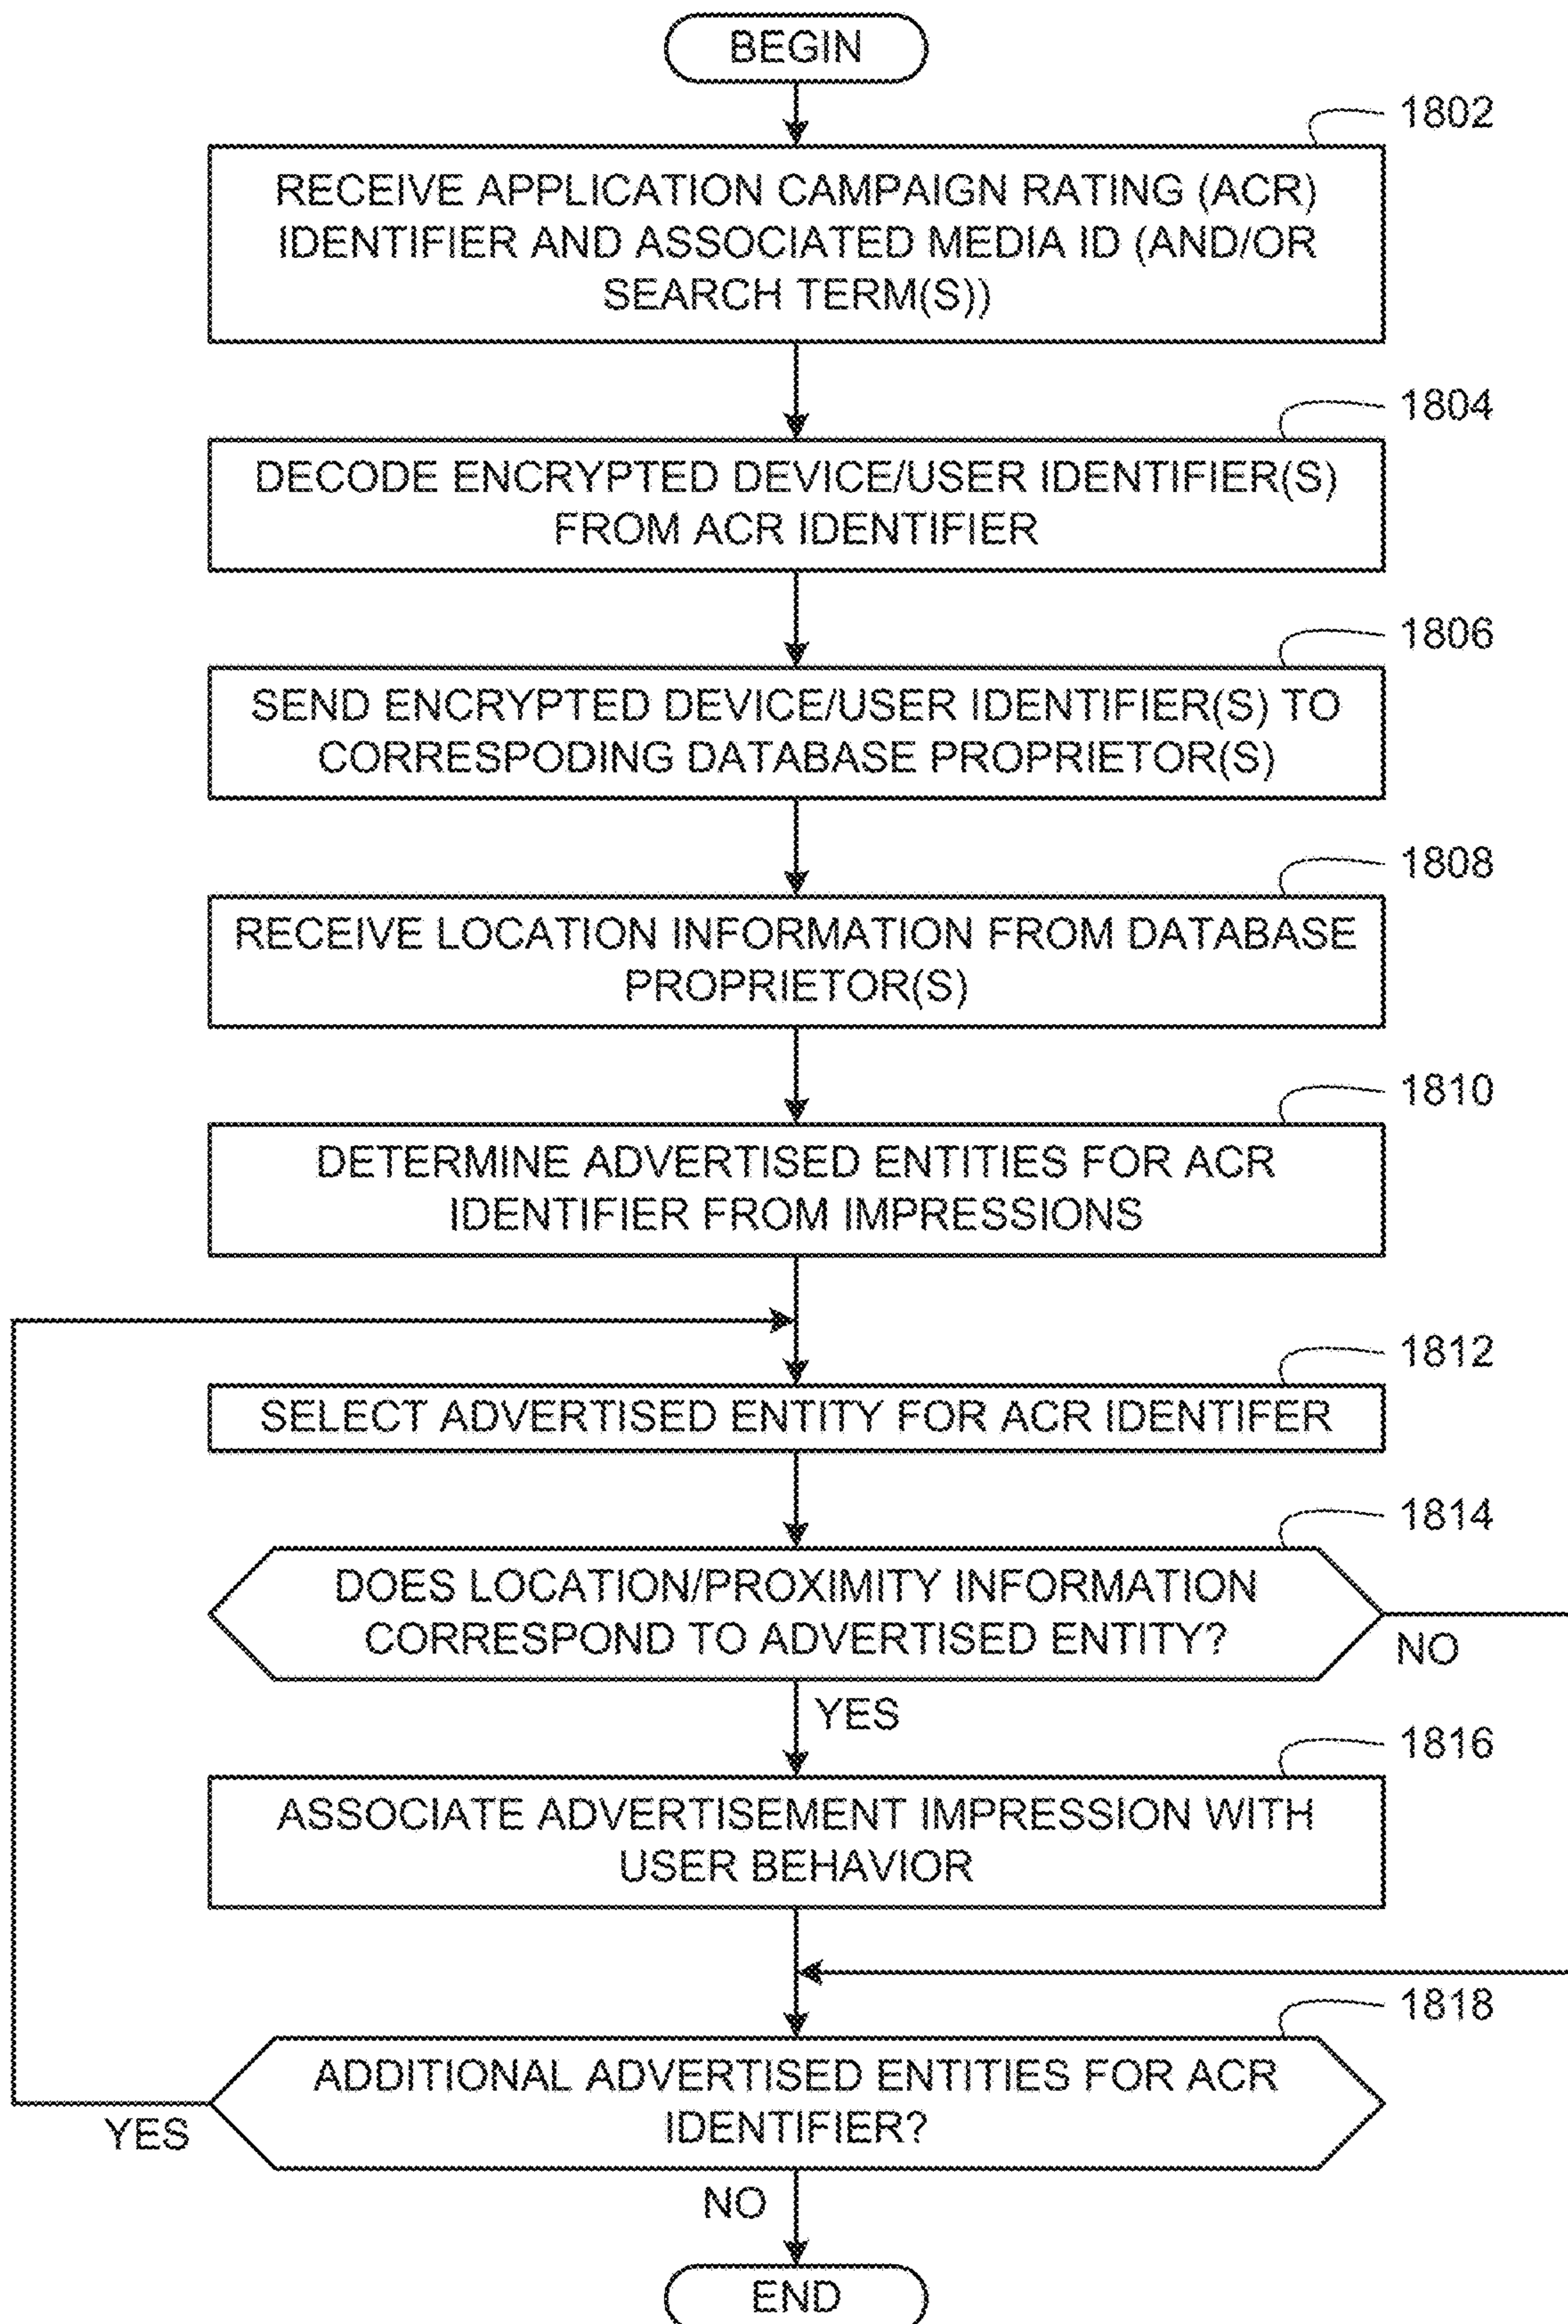 BEGIN
1802
RECEIVE APPLICATION CAMPAIGN RATING (ACR)
IDENTIFIER AND ASSOCIATED MEDIA ID (AND/OR
SEARCH TERM(S))
1804
DECODE ENCRYPTED DEVICE/USER IDENTIFIER(S)
FROM ACR IDENTIFIER
1806
SEND ENCRYPTED DEVICE/USER IDENTIFIER(S) TO
CORRESPODING DATABASE PROPRIETOR(S)
1808
RECEIVE LOCATION INFORMATION FROM DATABASE
PROPRIETOR(S)
1810
DETERMINE ADVERTISED ENTITIES FOR ACR
IDENTIFIER FROM IMPRESSIONS
1812
SELECT ADVERTISED ENTITY FOR ACR IDENTIFER
1814
DOES LOCATION/PROXIMITY INFORMATION
CORRESPOND TO ADVERTISED ENTITY?
NO
YES
1816
ASSOCIATE ADVERTISEMENT IMPRESSION WITH
USER BEHAVIOR
1818
ADDITIONAL ADVERTISED ENTITIES FOR ACR
IDENTIFIER?
YES
NO
END